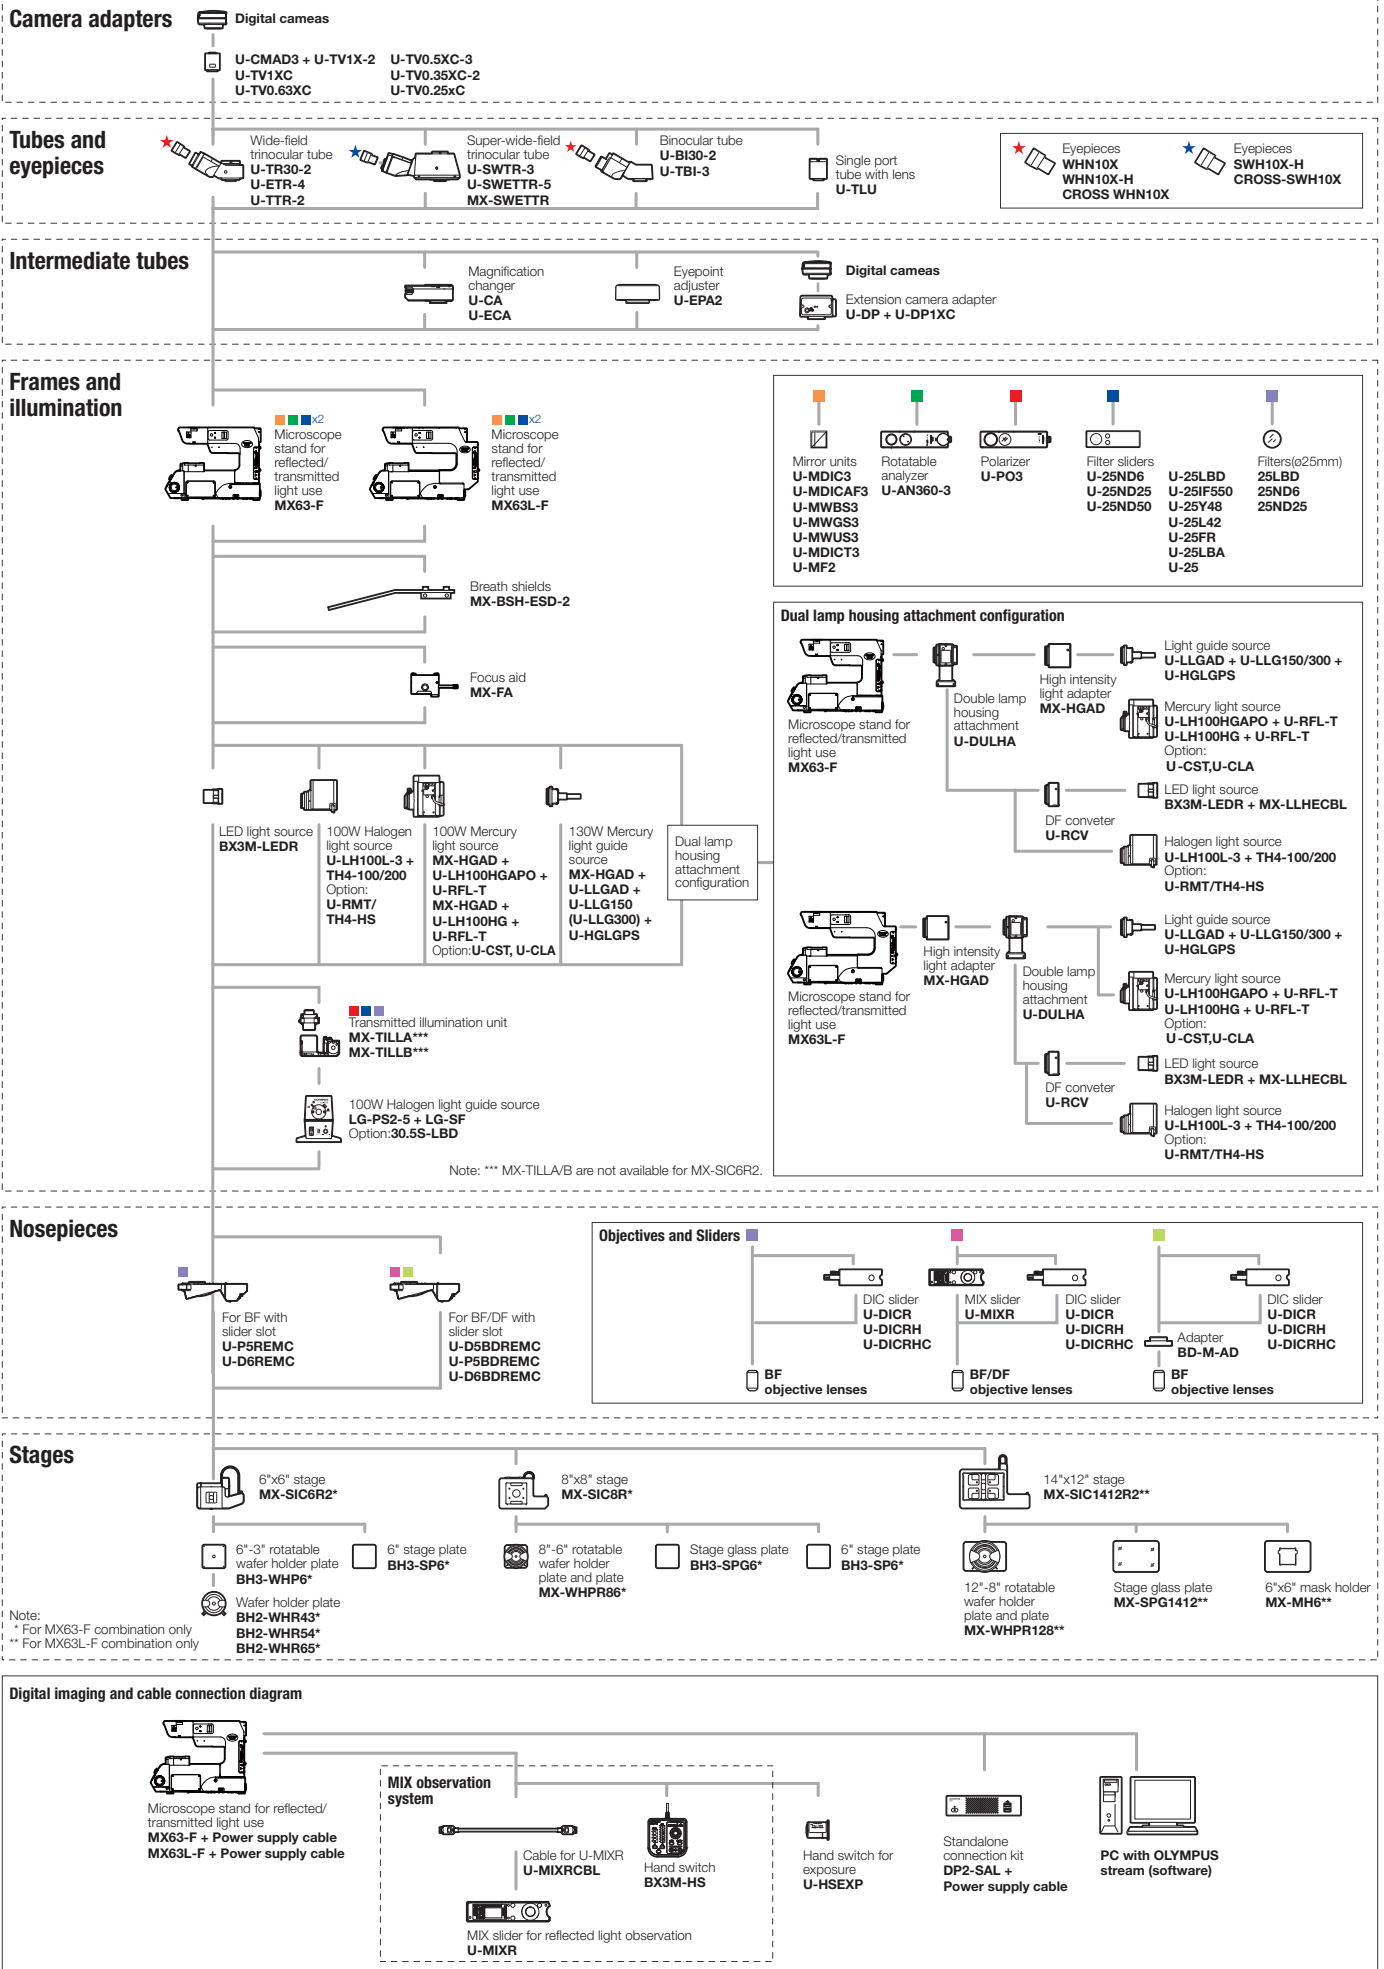 Camera adapters
Digital cameas
U-CMAD3 + U-TV1X-2
U-TV1XC
U-TV0.63XC
U-TV0.5XC-3
U-TV0.35XC-2
U-TV0.25xC
Tubes and
eyepieces
Wide-field
trinocular tube
U-TR30-2
U-ETR-4
U-TTR-2
Super-wide-field
trinocular tube
U-SWTR-3
U-SWETTR-5
MX-SWETTR
Binocular tube
U-BI30-2
U-TBI-3
Single port
tube with lens
U-TLU
Eyepieces
WHN10X
WHN10X-H
CROSS WHN10X
Eyepieces
SWH10X-H
CROSS-SWH10X
Intermediate tubes
Magnification
changer
U-CA
U-ECA
Eyepoint
adjuster
U-EPA2
Digital cameas
Extension camera adapter
U-DP + U-DP1XC
Frames and
illumination
x2
Microscope
stand for
reflected/
transmitted
light use
MX63-F
x2
Microscope
stand for
reflected/
transmitted
light use
MX63L-F
Mirror units
U-MDIC3
U-MDICAF3
U-MWBS3
U-MWGS3
U-MWUS3
U-MDICT3
U-MF2
Rotatable
analyzer
U-AN360-3
Polarizer
U-PO3
Filter sliders
U-25ND6
U-25ND25
U-25ND50
U-25LBD
U-25IF550
U-25Y48
U-25L42
U-25FR
U-25LBA
U-25
Filters(ø25mm)
25LBD
25ND6
25ND25
Breath shields
MX-BSH-ESD-2
Focus aid
MX-FA
LED light source
BX3M-LEDR
100W Halogen
light source
U-LH100L-3 +
TH4-100/200
Option:
U-RMT/
TH4-HS
100W Mercury
light source
MX-HGAD +
U-LH100HGAPO +
U-RFL-T
MX-HGAD +
U-LH100HG +
U-RFL-T
Option:U-CST, U-CLA
130W Mercury
light guide
source
MX-HGAD +
U-LLGAD +
U-LLG150
(U-LLG300) +
U-HGLGPS
Dual lamp
housing
attachment
configuration
Dual lamp housing attachment configuration
Microscope stand for
reflected/transmitted
light use
MX63-F
Double lamp
housing
attachment
U-DULHA
High intensity
light adapter
MX-HGAD
Light guide source
U-LLGAD + U-LLG150/300 +
U-HGLGPS
Mercury light source
U-LH100HGAPO + U-RFL-T
U-LH100HG + U-RFL-T
Option:
U-CST,U-CLA
DF conveter
U-RCV
LED light source
BX3M-LEDR + MX-LLHECBL
Halogen light source
U-LH100L-3 + TH4-100/200
Option:
U-RMT/TH4-HS
Microscope stand for
reflected/transmitted
light use
MX63L-F
High intensity
light adapter
MX-HGAD
Double lamp
housing
attachment
U-DULHA
Light guide source
U-LLGAD + U-LLG150/300 +
U-HGLGPS
Mercury light source
U-LH100HGAPO + U-RFL-T
U-LH100HG + U-RFL-T
Option:
U-CST,U-CLA
DF conveter
U-RCV
LED light source
BX3M-LEDR + MX-LLHECBL
Halogen light source
U-LH100L-3 + TH4-100/200
Option:
U-RMT/TH4-HS
Transmitted illumination unit
MX-TILLA***
MX-TILLB***
100W Halogen light guide source
LG-PS2-5 + LG-SF
Option:30.5S-LBD
Note: *** MX-TILLA/B are not available for MX-SIC6R2.
Nosepieces
For BF with
slider slot
U-P5REMC
U-D6REMC
For BF/DF with
slider slot
U-D5BDREMC
U-P5BDREMC
U-D6BDREMC
Objectives and Sliders
DIC slider
U-DICR
U-DICRH
U-DICRHC
BF
objective lenses
MIX slider
U-MIXR
DIC slider
U-DICR
U-DICRH
U-DICRHC
BF/DF
objective lenses
Adapter
BD-M-AD
DIC slider
U-DICR
U-DICRH
U-DICRHC
BF
objective lenses
Stages
6"x6" stage
MX-SIC6R2*
8"x8" stage
MX-SIC8R*
14"x12" stage
MX-SIC1412R2**
6"-3" rotatable
wafer holder plate
BH3-WHP6*
6" stage plate
BH3-SP6*
8"-6" rotatable
wafer holder
plate and plate
MX-WHPR86*
Stage glass plate
BH3-SPG6*
6" stage plate
BH3-SP6*
12"-8" rotatable
wafer holder
plate and plate
MX-WHPR128**
Stage glass plate
MX-SPG1412**
6"x6" mask holder
MX-MH6**
Wafer holder plate
BH2-WHR43*
BH2-WHR54*
BH2-WHR65*
Note:
* For MX63-F combination only
** For MX63L-F combination only
Digital imaging and cable connection diagram
Microscope stand for reflected/
transmitted light use
MX63-F + Power supply cable
MX63L-F + Power supply cable
MIX observation
system
Cable for U-MIXR
U-MIXRCBL
Hand switch
BX3M-HS
MIX slider for reflected light observation
U-MIXR
Hand switch for
exposure
U-HSEXP
Standalone
connection kit
DP2-SAL +
Power supply cable
PC with OLYMPUS
stream (software)